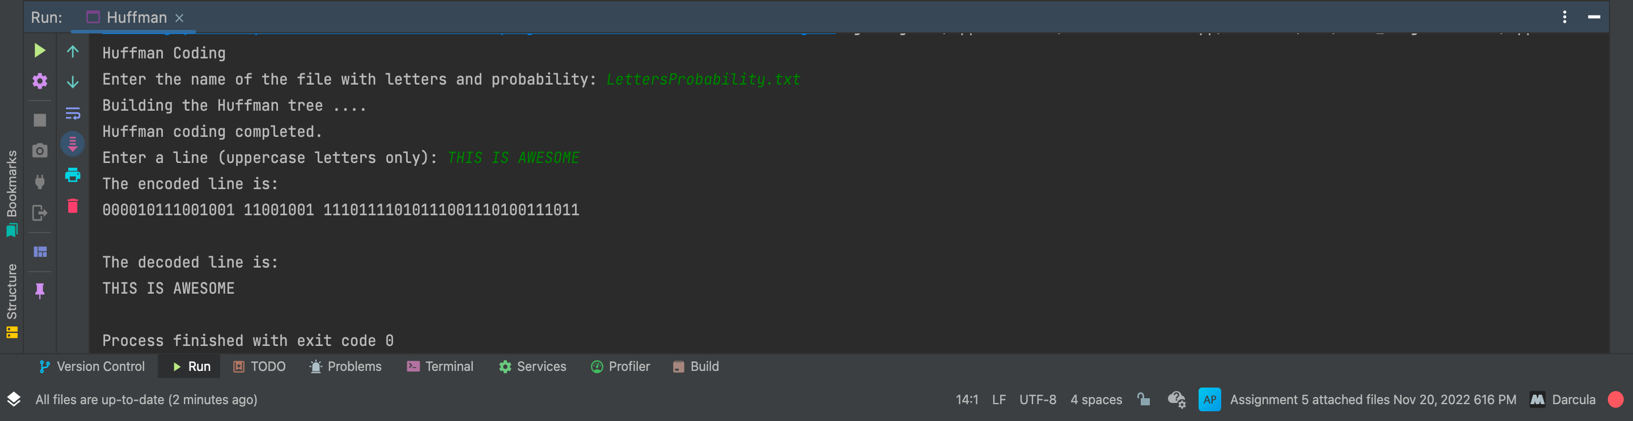 Run: Huffman ×
Huffman Coding
Enter the name of the file with letters and probability: LettersProbability.txt
Building the Huffman tree ....
Huffman coding completed.
Enter a line (uppercase letters only): THIS IS AWESOME
The encoded line is:
000010111001001 11001001 11101111010111001110100111011
The decoded line is:
THIS IS AWESOME
Process finished with exit code 0
Bookmarks
Structure
Version Control Run TODO Problems Terminal Services Profiler Build
All files are up-to-date (2 minutes ago) 14:1 LF UTF-8 4 spaces AP Assignment 5 attached files Nov 20, 2022 616 PM Darcula